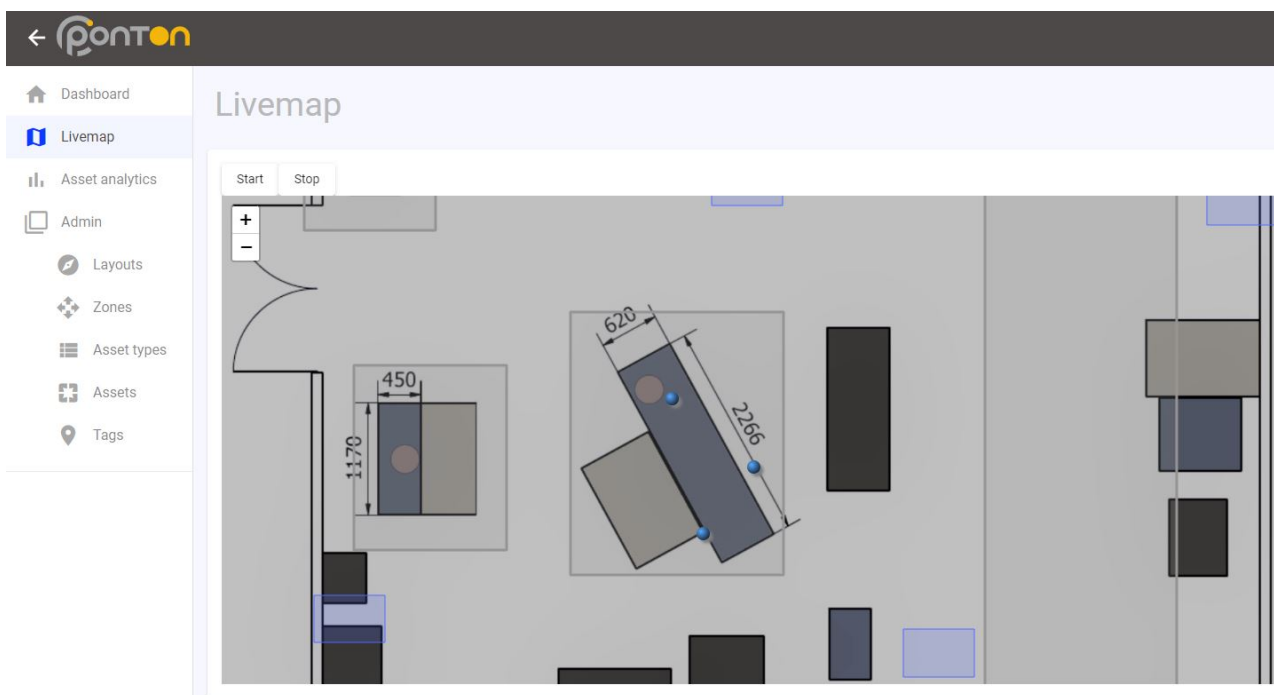 ponton
Dashboard
Livemap
Asset analytics
Admin
Layouts
Zones
Asset types
Assets
Tags
Livemap
Start Stop
+
−
620
450
2266
1170